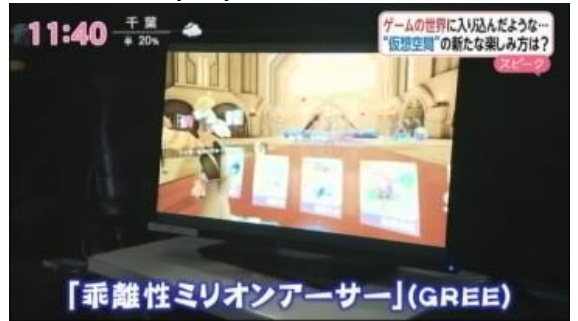 11:40
千葉
20%
ゲームの世界に入り込んだような…
"仮想空間"の新たな楽しみ方は?
スピーク
「乖離性ミリオンアーサー」(GREE)